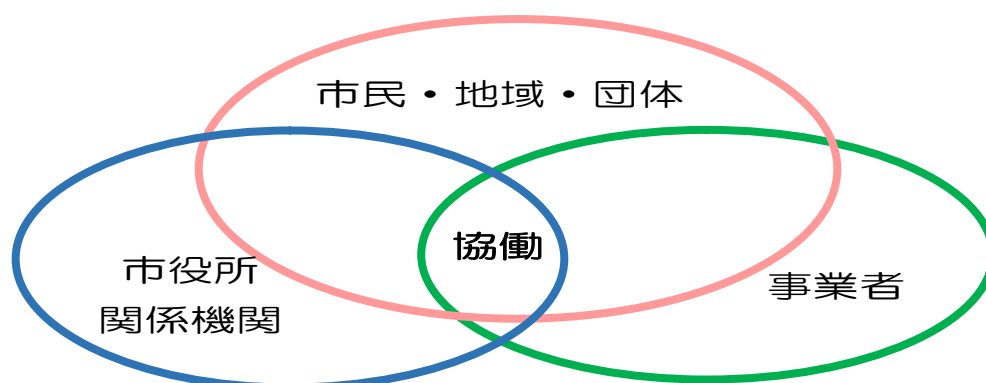 市民・地域・団体
協働
市役所
関係機関
事業者